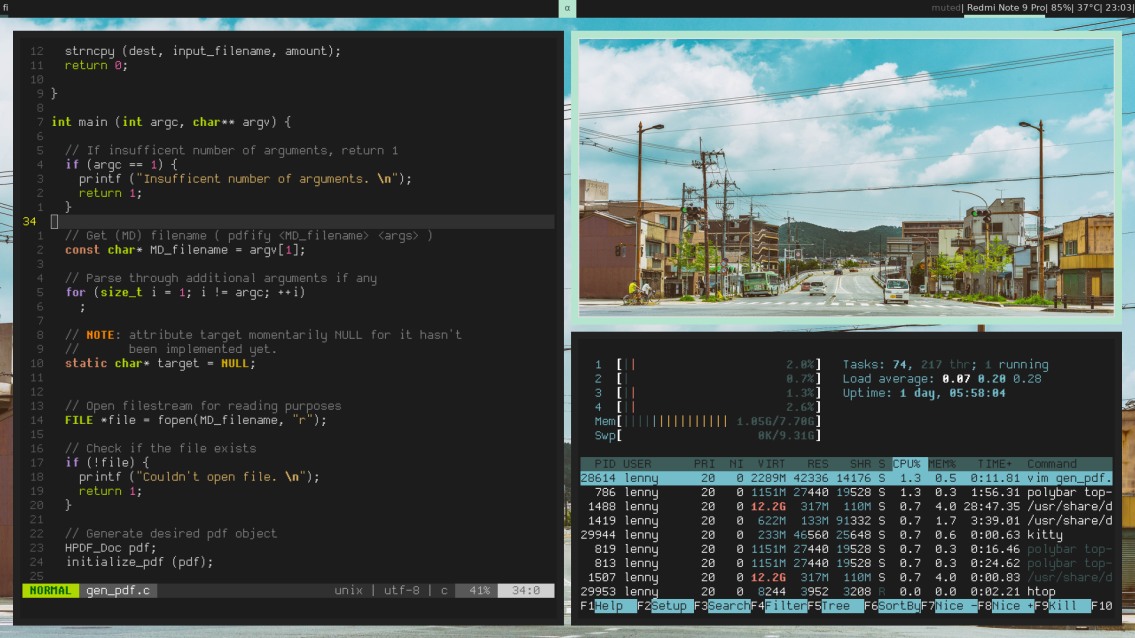 fi
α
muted| Redmi Note 9 Pro| 85%| 37°C| 23:03|
12 strncpy (dest, input_filename, amount);
11 return 0;
10
9 }
8
7 int main (int argc, char** argv) {
6
5 // If insufficent number of arguments, return 1
4 if (argc == 1) {
3 printf ("Insufficent number of arguments. \n");
2 return 1;
1 }
34
1 // Get (MD) filename ( pdfify <MD_filename> <args> )
2 const char* MD_filename = argv[1];
3
4 // Parse through additional arguments if any
5 for (size_t i = 1; i != argc; ++i)
6 ;
7
8 // NOTE: attribute target momentarily NULL for it hasn't
9 // been implemented yet.
10 static char* target = NULL;
11
12
13 // Open filestream for reading purposes
14 FILE *file = fopen(MD_filename, "r");
15
16 // Check if the file exists
17 if (!file) {
18 printf ("Couldn't open file. \n");
19 return 1;
20 }
21
22 // Generate desired pdf object
23 HPDF_Doc pdf;
24 initialize_pdf (pdf);
25
NORMAL gen_pdf.c unix | utf-8 | c 41% 34:0
1 [|| 2.0%] Tasks: 74, 217 thr; 1 running
2 [| 0.7%] Load average: 0.07 0.20 0.28
3 [|| 1.3%] Uptime: 1 day, 05:58:04
4 [|| 2.6%]
Mem[||||||||||||||| 1.05G/7.70G]
Swp[ 0K/9.31G]
PID USER PRI NI VIRT RES SHR S CPU% MEM% TIME+ Command
28614 lenny 20 0 2289M 42336 14176 S 1.3 0.5 0:11.81 vim gen_pdf.
786 lenny 20 0 1151M 27440 19528 S 1.3 0.3 1:56.31 polybar top-
1488 lenny 20 0 12.2G 317M 110M S 0.7 4.0 28:47.35 /usr/share/d
1419 lenny 20 0 622M 133M 91332 S 0.7 1.7 3:39.01 /usr/share/d
29944 lenny 20 0 233M 46560 25648 S 0.7 0.6 0:00.63 kitty
819 lenny 20 0 1151M 27440 19528 S 0.7 0.3 0:16.46 polybar top-
813 lenny 20 0 1151M 27440 19528 S 0.7 0.3 0:24.62 polybar top-
1507 lenny 20 0 12.2G 317M 110M S 0.7 4.0 0:00.83 /usr/share/d
29953 lenny 20 0 8244 3952 3208 R 0.7 0.0 0:02.21 htop
F1Help F2Setup F3SearchF4FilterF5Tree F6SortByF7Nice -F8Nice +F9Kill F10